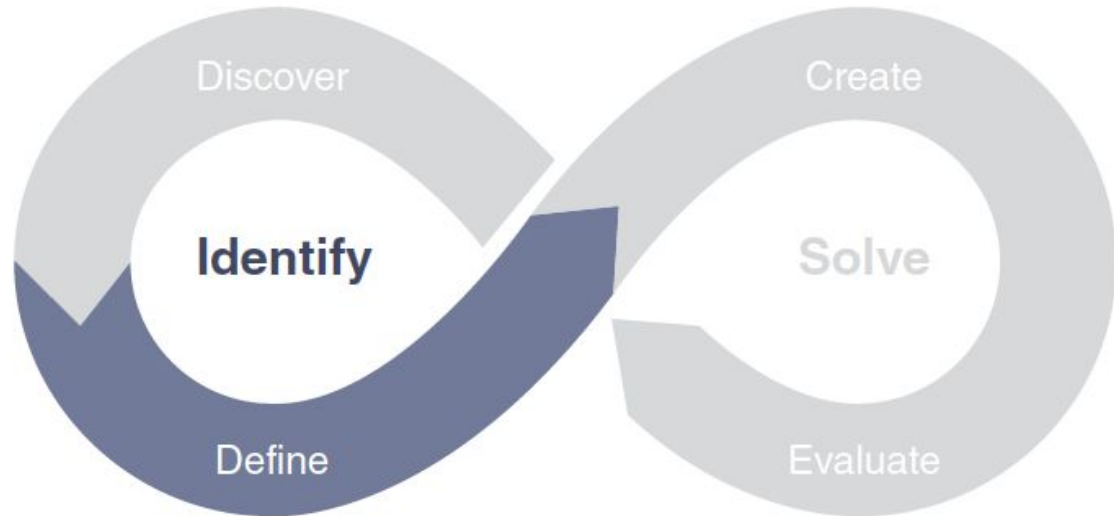 Discover
Create
Identify
Solve
Define
Evaluate